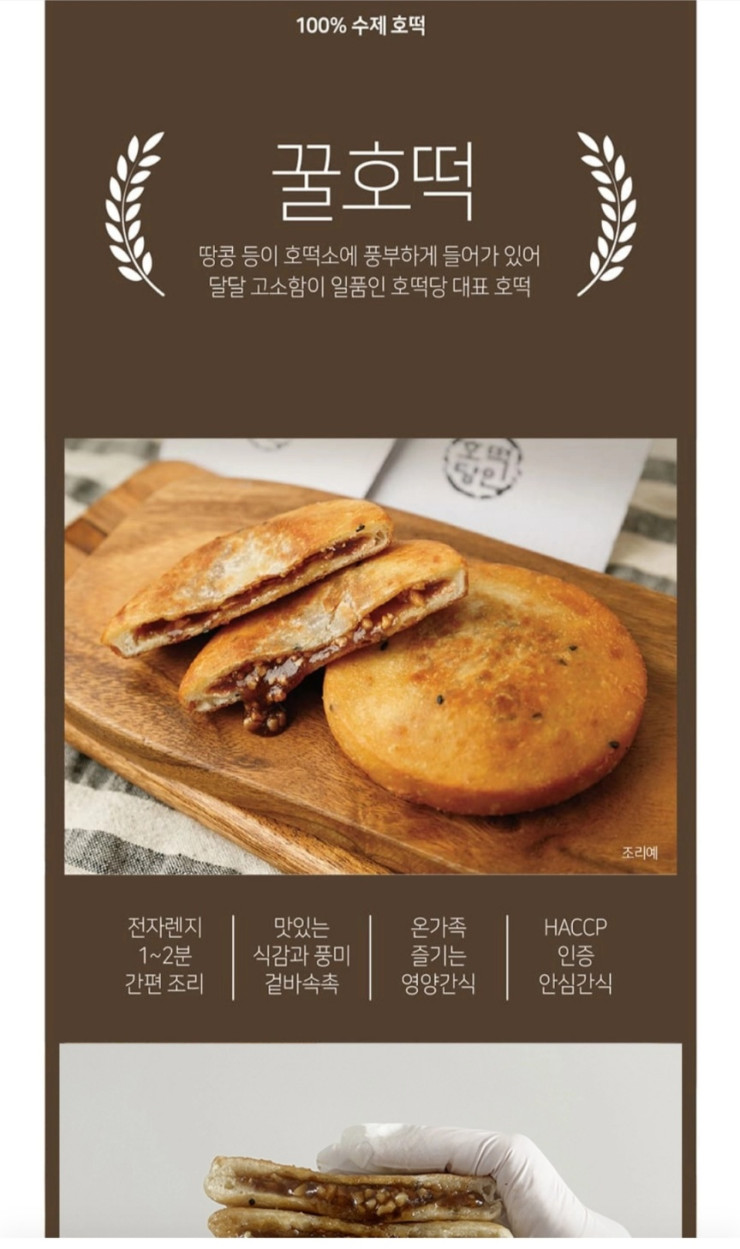 100% 수제 호떡
꿀호떡
땅콩 등이 호떡소에 풍부하게 들어가 있어
달달 고소함이 일품인 호떡당 대표 호떡
호떡
당인
조리예
전자렌지
1~2분
간편 조리
맛있는
식감과 풍미
겉바속촉
온가족
즐기는
영양간식
HACCP
인증
안심간식